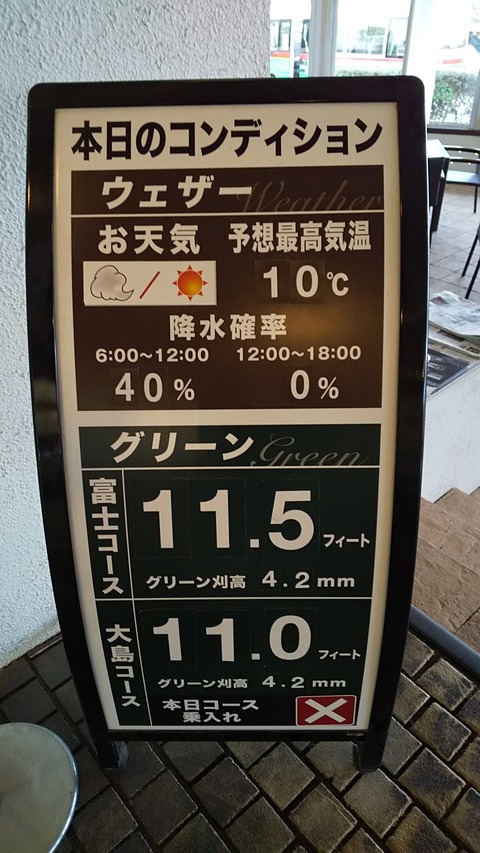 本日のコンディション
ウェザー Weather
お天気 予想最高気温
/ 10℃
降水確率
6:00〜12:00 12:00〜18:00
40% 0%
グリーン Green
富士コース
11.5フィート
グリーン刈高 4.2mm
大島コース
11.0フィート
グリーン刈高 4.2mm
本日コース
乗入れ